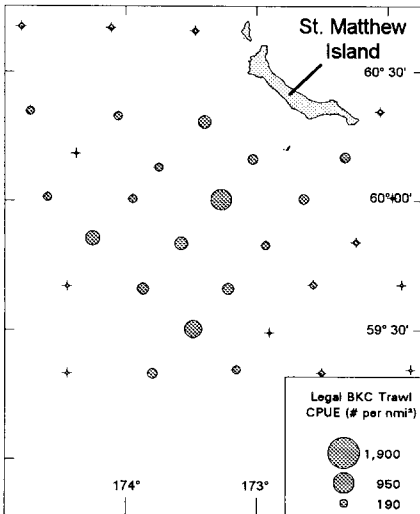 St. Matthew
Island
60° 30'
60° 00'
59° 30'
Legal BKC Trawl
CPUE (# per nmi²)
1,900
950
190
174°
173°